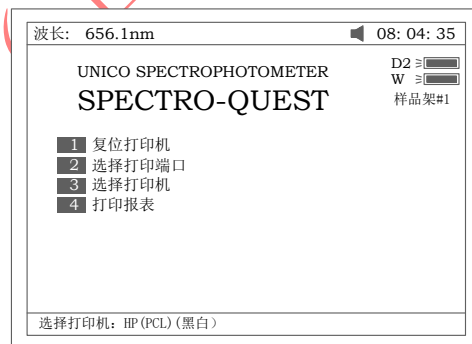 波长: 656.1nm 08: 04: 35
D2
W
样品架#1
UNICO SPECTROPHOTOMETER
SPECTRO-QUEST
1 复位打印机
2 选择打印端口
3 选择打印机
4 打印报表
选择打印机: HP(PCL)(黑白)